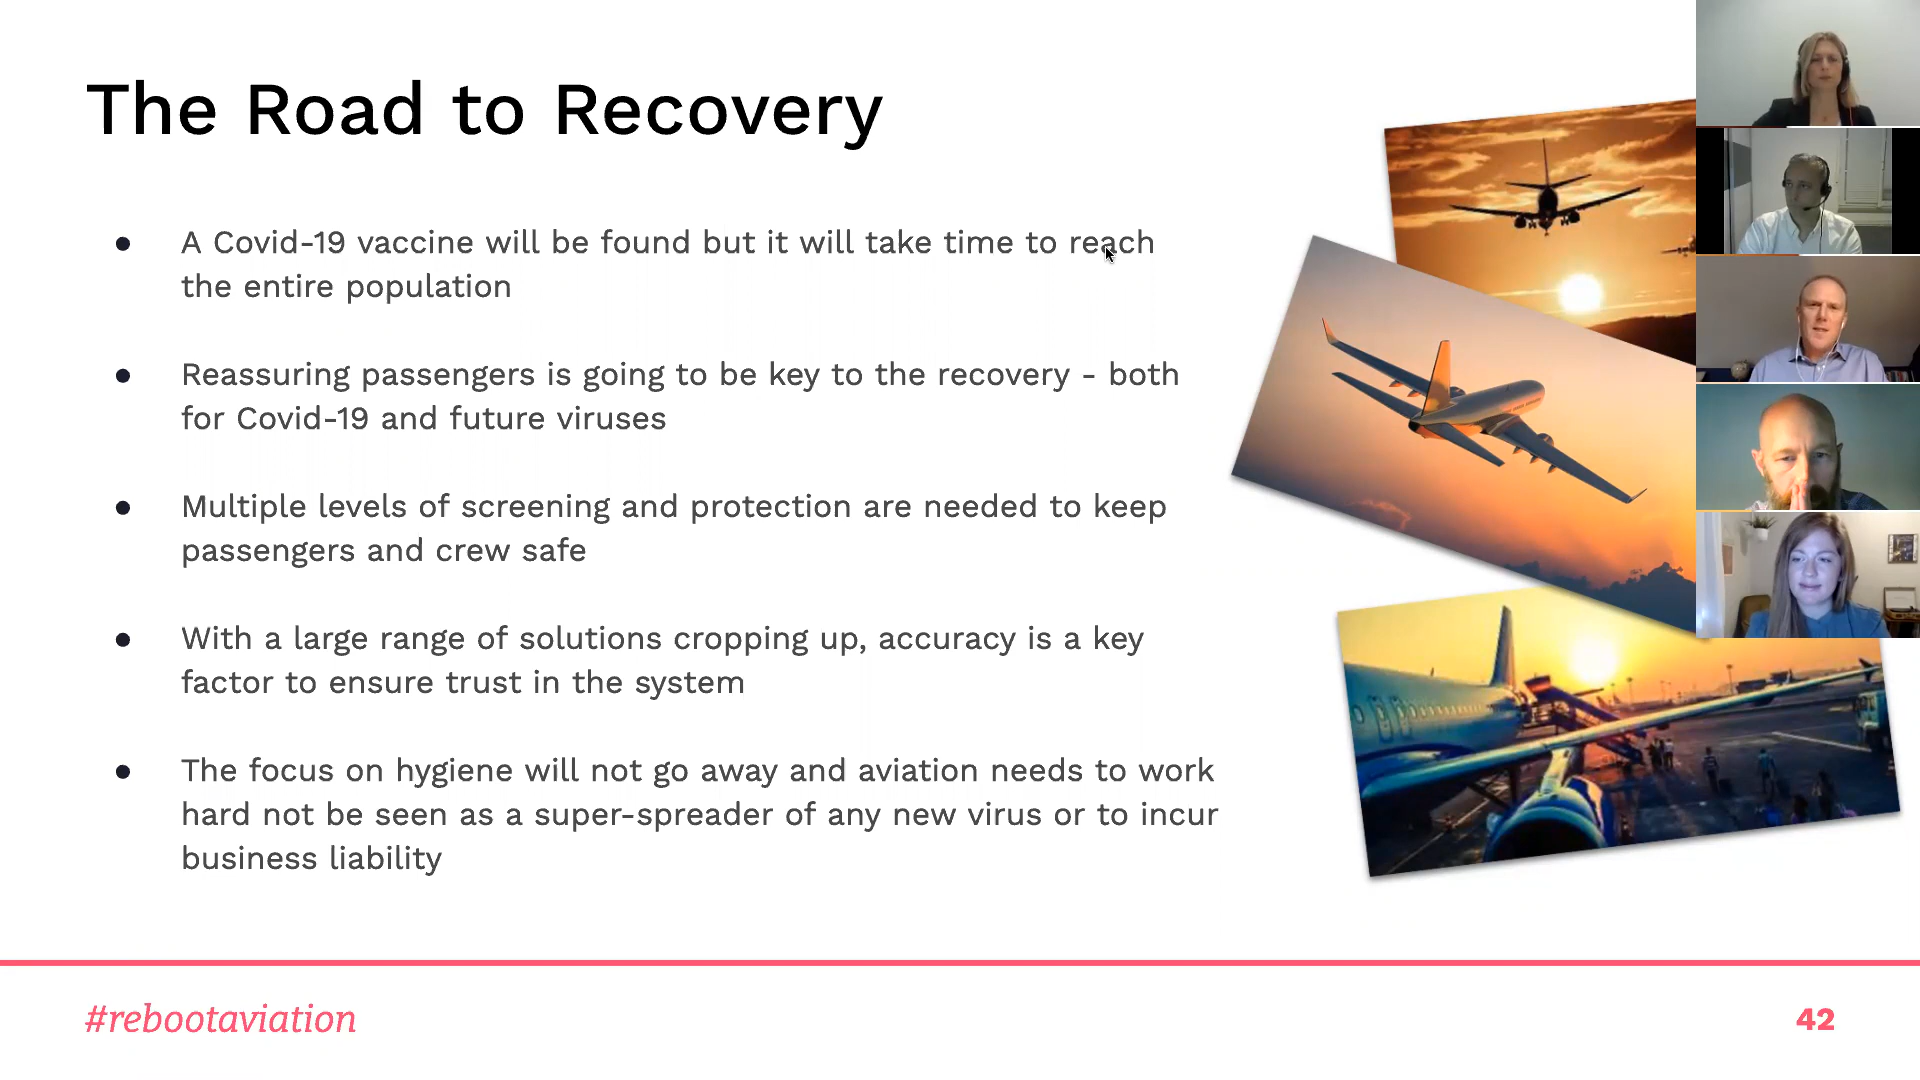 The Road to Recovery
● A Covid-19 vaccine will be found but it will take time to reach
the entire population
● Reassuring passengers is going to be key to the recovery - both
for Covid-19 and future viruses
● Multiple levels of screening and protection are needed to keep
passengers and crew safe
● With a large range of solutions cropping up, accuracy is a key
factor to ensure trust in the system
● The focus on hygiene will not go away and aviation needs to work
hard not be seen as a super-spreader of any new virus or to incur
business liability
#rebootaviation
42